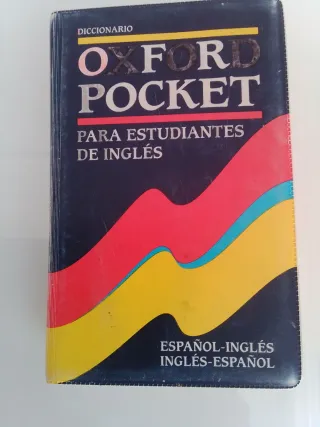 DICCIONARIO
OXFORD
POCKET
PARA ESTUDIANTES
DE INGLÉS
ESPAÑOL-INGLÉS
INGLÉS-ESPAÑOL